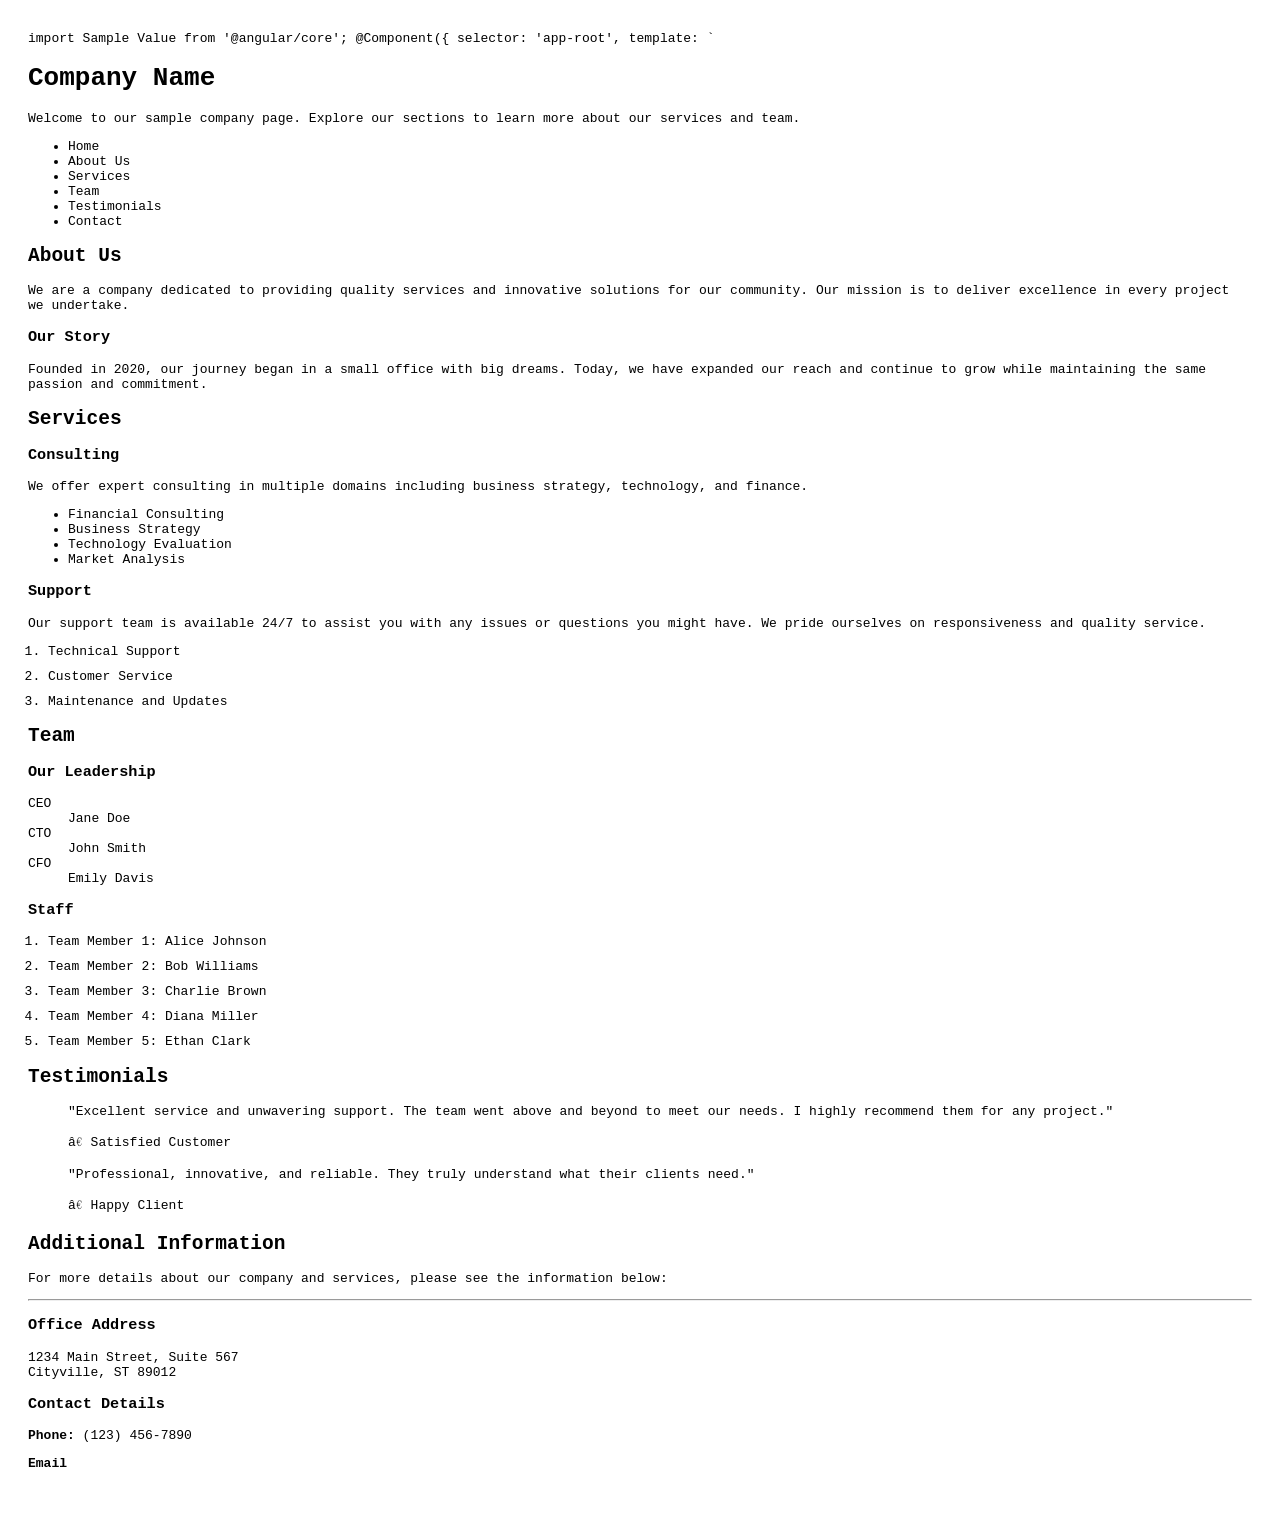 import Sample Value from '@angular/core'; @Component({ selector: 'app-root', template: `
Company Name
Welcome to our sample company page. Explore our sections to learn more about our services and team.
• Home
• About Us
• Services
• Team
• Testimonials
• Contact
About Us
We are a company dedicated to providing quality services and innovative solutions for our community. Our mission is to deliver excellence in every project
we undertake.
Our Story
Founded in 2020, our journey began in a small office with big dreams. Today, we have expanded our reach and continue to grow while maintaining the same
passion and commitment.
Services
Consulting
We offer expert consulting in multiple domains including business strategy, technology, and finance.
• Financial Consulting
• Business Strategy
• Technology Evaluation
• Market Analysis
Support
Our support team is available 24/7 to assist you with any issues or questions you might have. We pride ourselves on responsiveness and quality service.
1. Technical Support
2. Customer Service
3. Maintenance and Updates
Team
Our Leadership
CEO
Jane Doe
CTO
John Smith
CFO
Emily Davis
Staff
1. Team Member 1: Alice Johnson
2. Team Member 2: Bob Williams
3. Team Member 3: Charlie Brown
4. Team Member 4: Diana Miller
5. Team Member 5: Ethan Clark
Testimonials
"Excellent service and unwavering support. The team went above and beyond to meet our needs. I highly recommend them for any project."
â€ Satisfied Customer
"Professional, innovative, and reliable. They truly understand what their clients need."
â€ Happy Client
Additional Information
For more details about our company and services, please see the information below:
Office Address
1234 Main Street, Suite 567
Cityville, ST 89012
Contact Details
Phone: (123) 456-7890
Email